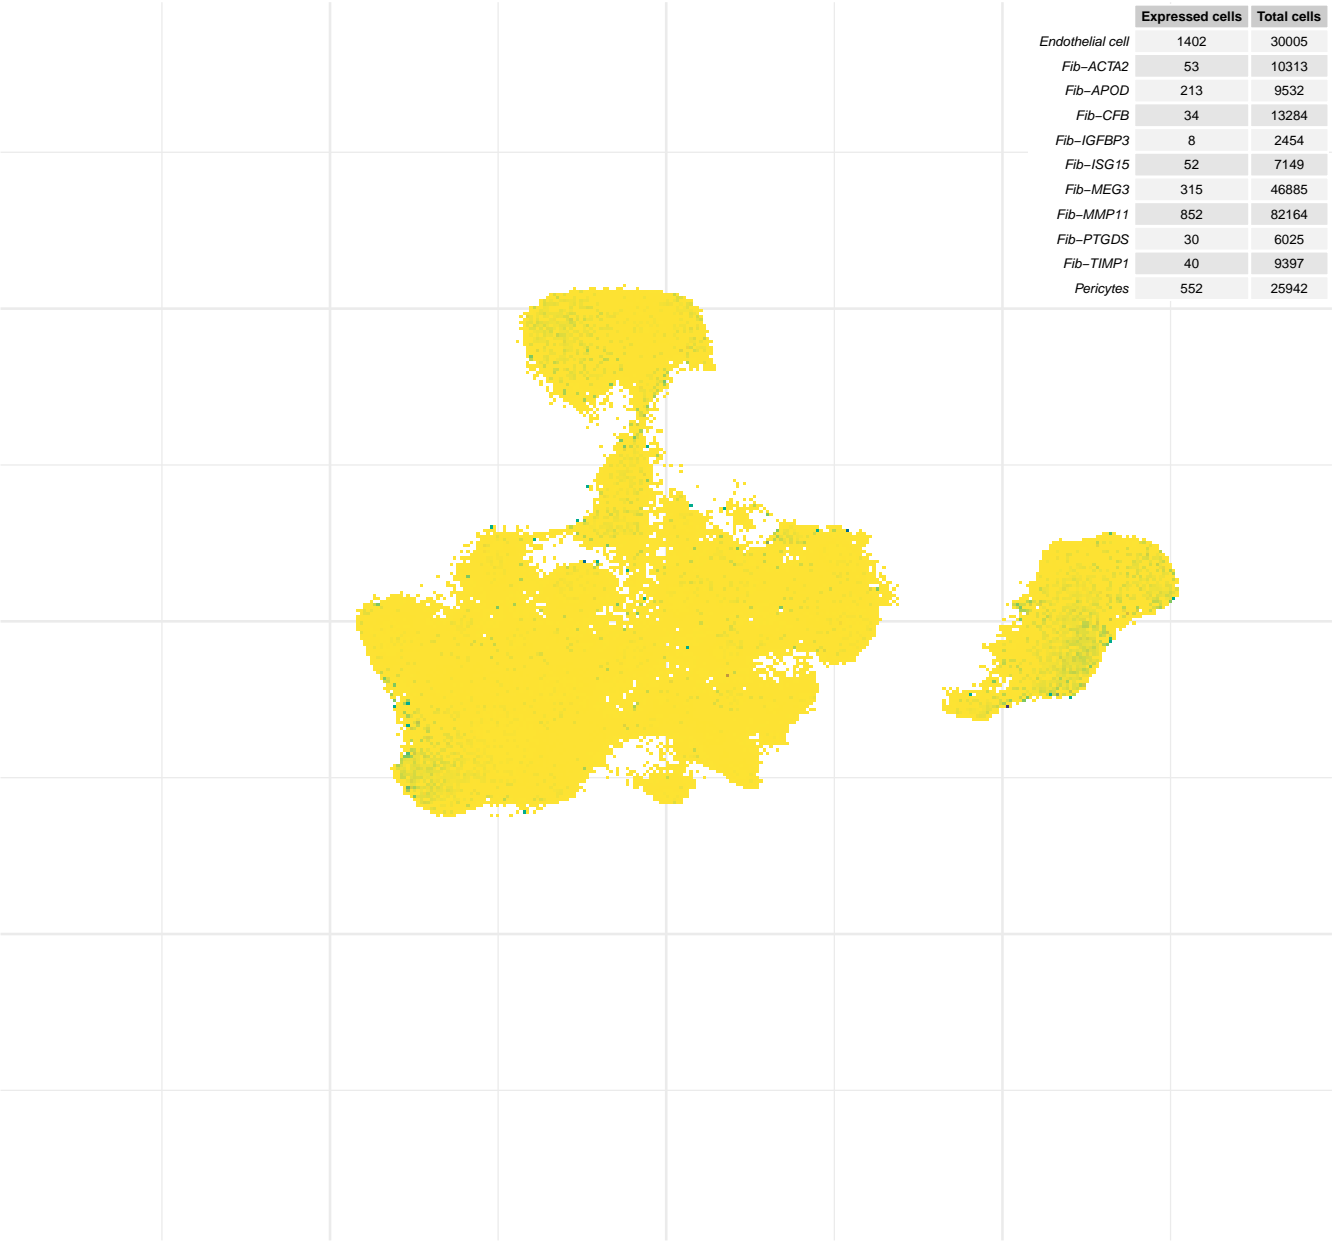 Expressed cells Total cells
Endothelial cell 1402 30005
Fib−ACTA2 53 10313
Fib−APOD 213 9532
Fib−CFB 34 13284
Fib−IGFBP3 8 2454
Fib−ISG15 52 7149
Fib−MEG3 315 46885
Fib−MMP11 852 82164
Fib−PTGDS 30 6025
Fib−TIMP1 40 9397
Pericytes 552 25942